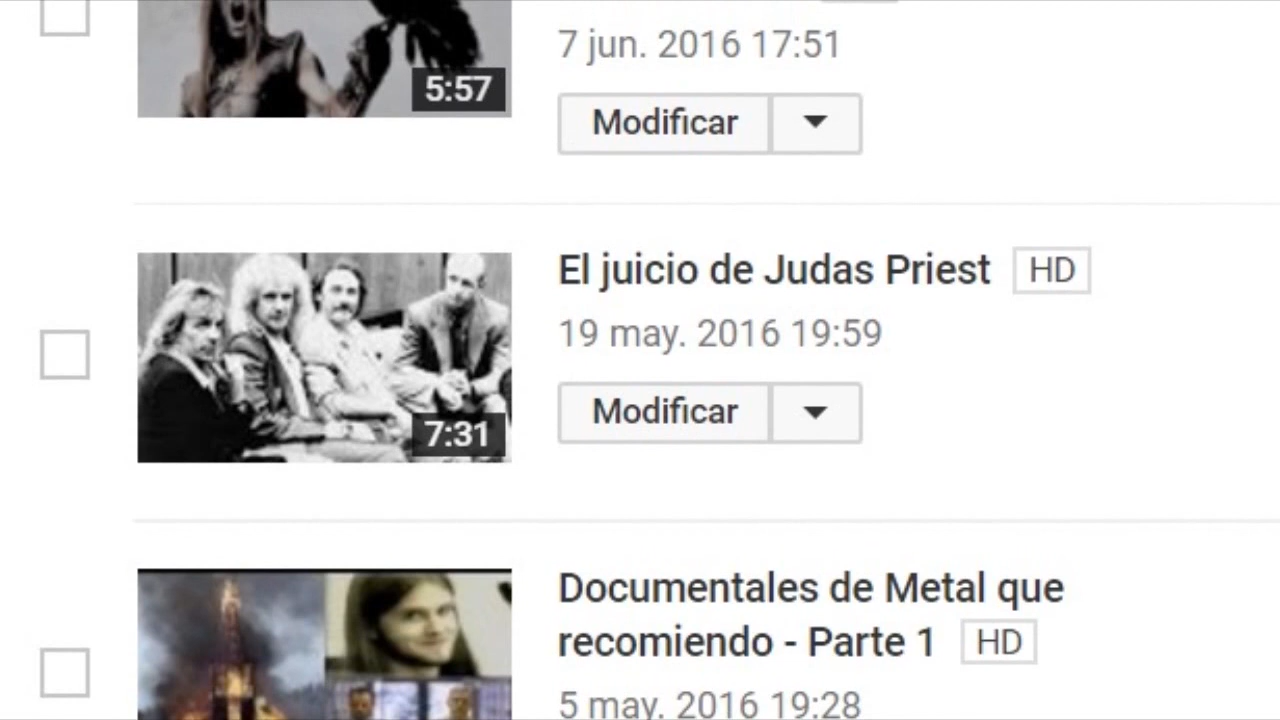 7 jun. 2016 17:51
5:57
Modificar
El juicio de Judas Priest HD
19 may. 2016 19:59
Modificar
7:31
Documentales de Metal que
recomiendo - Parte 1 HD
5 may. 2016 19:28